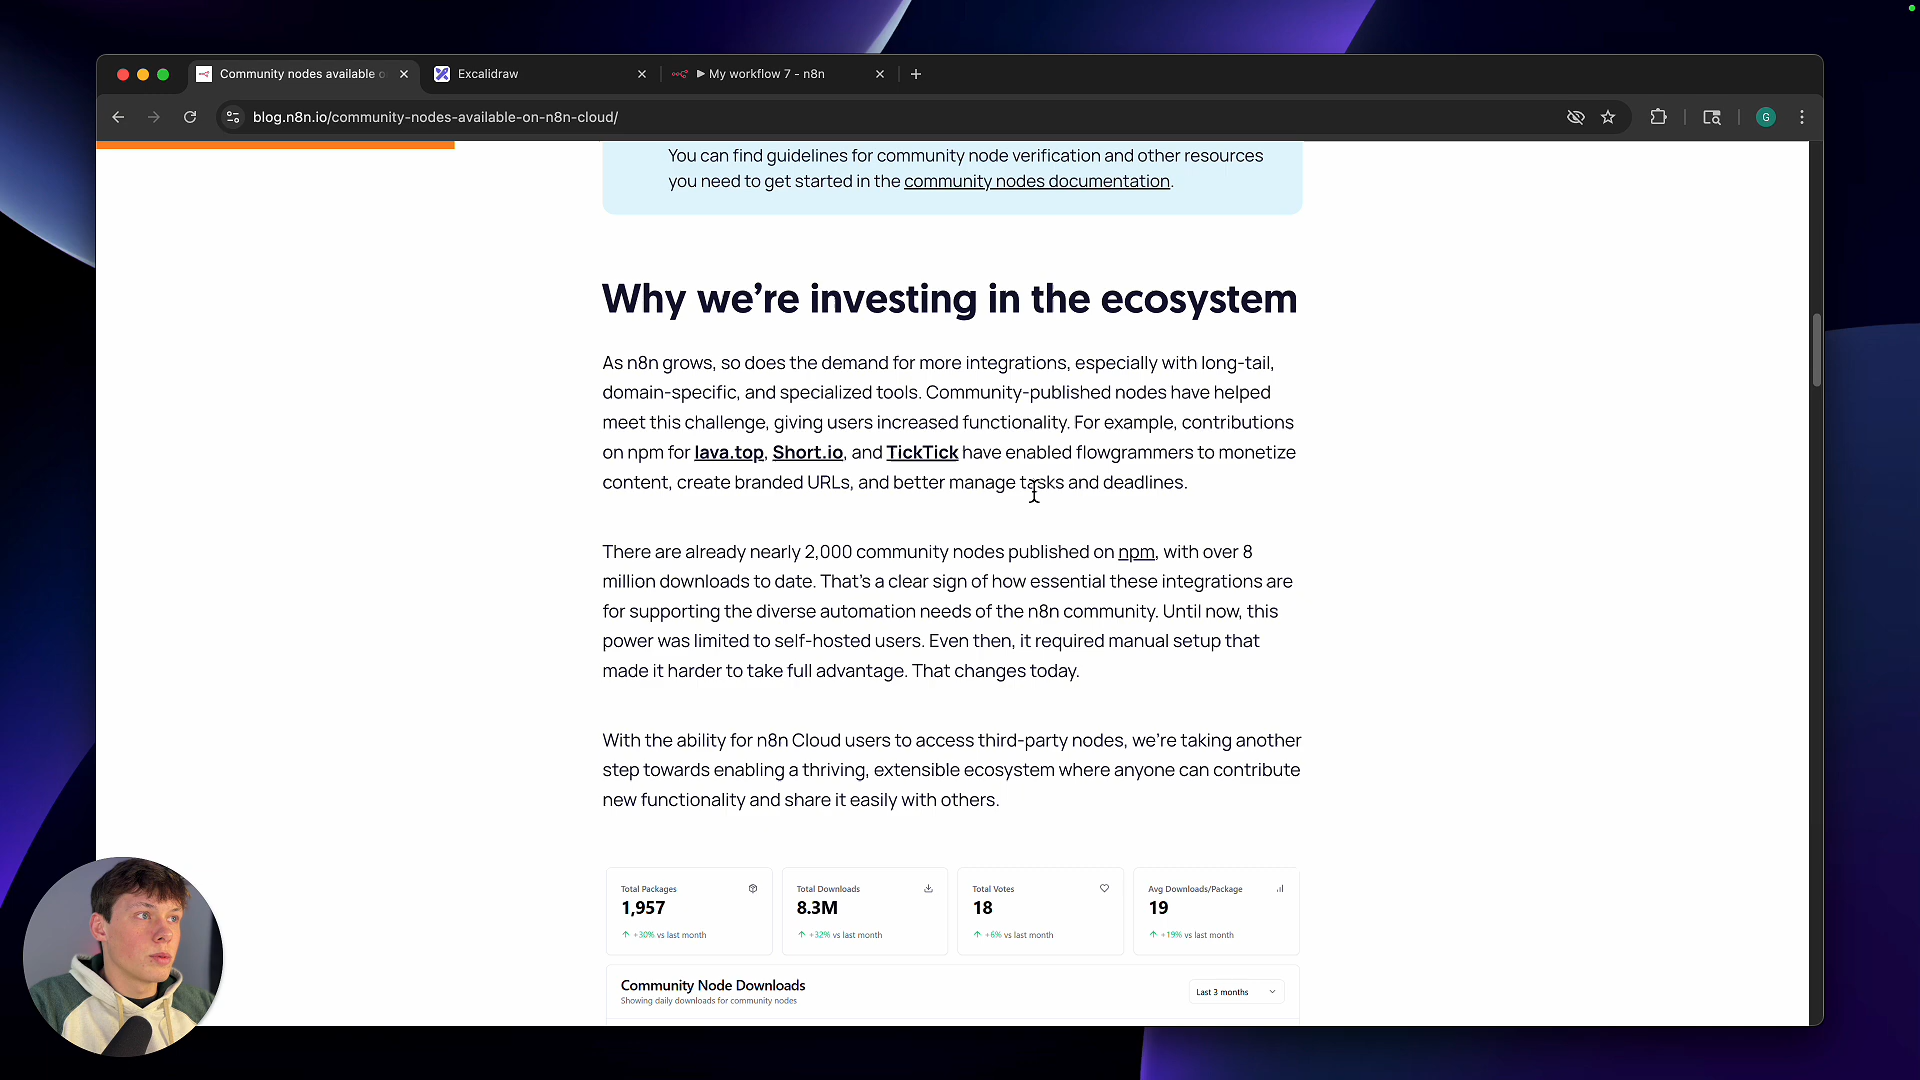 Community nodes available o
Excalidraw
▶ My workflow 7 - n8n
blog.n8n.io/community-nodes-available-on-n8n-cloud/
G
You can find guidelines for community node verification and other resources
you need to get started in the community nodes documentation.
Why we’re investing in the ecosystem
As n8n grows, so does the demand for more integrations, especially with long-tail,
domain-specific, and specialized tools. Community-published nodes have helped
meet this challenge, giving users increased functionality. For example, contributions
on npm for lava.top, Short.io, and TickTick have enabled flowgrammers to monetize
content, create branded URLs, and better manage tasks and deadlines.
There are already nearly 2,000 community nodes published on npm, with over 8
million downloads to date. That’s a clear sign of how essential these integrations are
for supporting the diverse automation needs of the n8n community. Until now, this
power was limited to self-hosted users. Even then, it required manual setup that
made it harder to take full advantage. That changes today.
With the ability for n8n Cloud users to access third-party nodes, we’re taking another
step towards enabling a thriving, extensible ecosystem where anyone can contribute
new functionality and share it easily with others.
Total Packages
1,957
+30% vs last month
Total Downloads
8.3M
+32% vs last month
Total Votes
18
+6% vs last month
Avg Downloads/Package
19
+19% vs last month
Community Node Downloads
Showing daily downloads for community nodes
Last 3 months